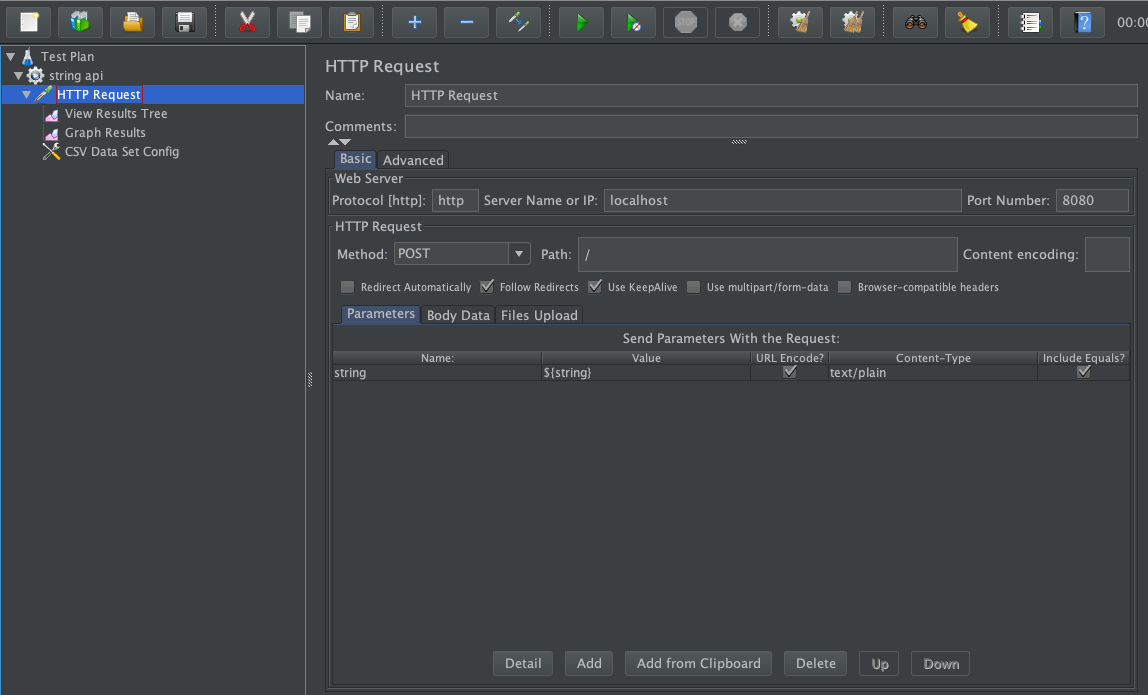 STOP
00:00
Test Plan
string api
HTTP Request
View Results Tree
Graph Results
CSV Data Set Config
HTTP Request
Name: HTTP Request
Comments:
Basic Advanced
Web Server
Protocol [http]: http Server Name or IP: localhost Port Number: 8080
HTTP Request
Method: POST Path: / Content encoding:
Redirect Automatically Follow Redirects Use KeepAlive Use multipart/form-data Browser-compatible headers
Parameters Body Data Files Upload
Send Parameters With the Request:
Name: Value URL Encode? Content-Type Include Equals?
string ${string} text/plain
Detail Add Add from Clipboard Delete Up Down